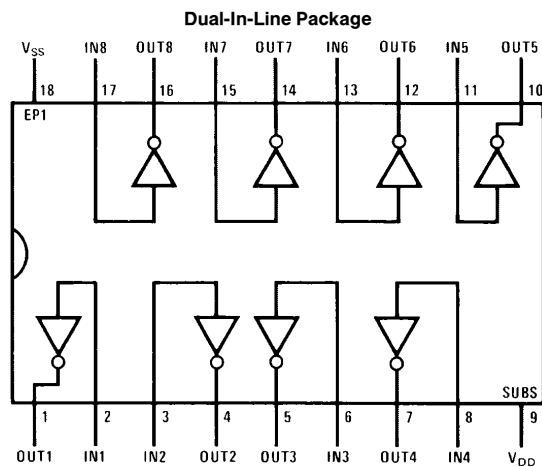 Dual-In-Line Package
VSS IN8 OUT8 IN7 OUT7 IN6 OUT6 IN5 OUT5
18 17 16 15 14 13 12 11 10
EP1
SUBS
1 2 3 4 5 6 7 8 9
OUT1 IN1 IN2 OUT2 OUT3 IN3 OUT4 IN4 VDD